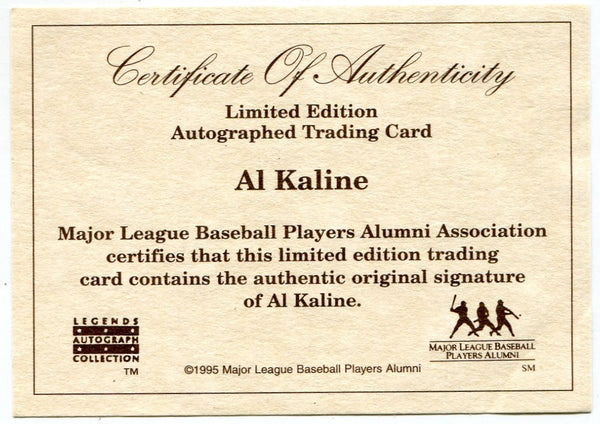 Certificate Of Authenticity
Limited Edition
Autographed Trading Card
Al Kaline
Major League Baseball Players Alumni Association
certifies that this limited edition trading
card contains the authentic original signature
of Al Kaline.
LEGENDS
AUTOGRAPH
COLLECTION
TM
©1995 Major League Baseball Players Alumni
MAJOR LEAGUE BASEBALL
PLAYERS ALUMNI
SM